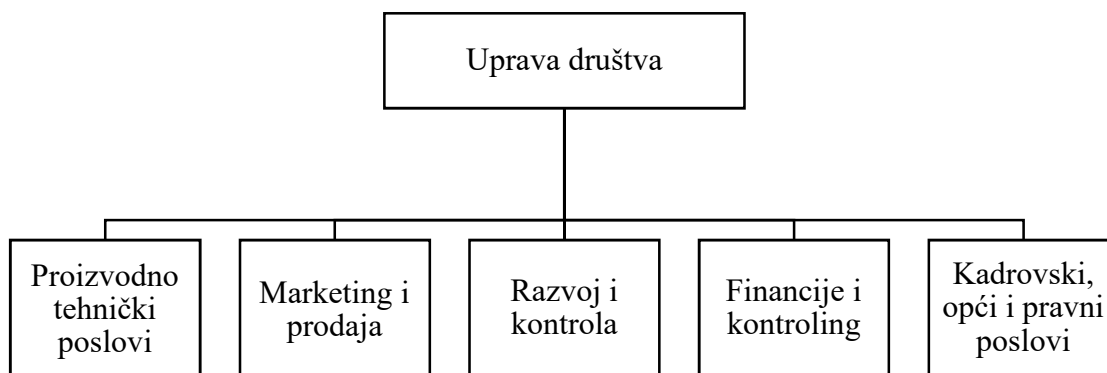 Uprava društva
Proizvodno
tehnički
poslovi
Marketing i
prodaja
Razvoj i
kontrola
Financije i
kontroling
Kadrovski,
opći i pravni
poslovi